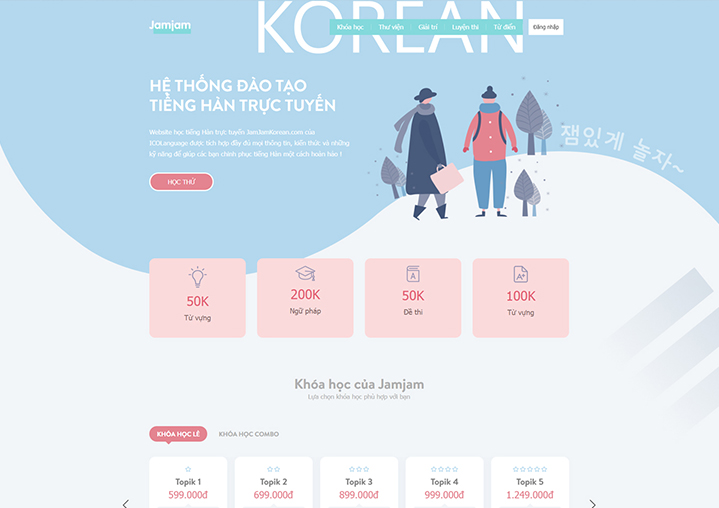 KOREAN
Jamjam
Khóa học Thư viện Giải trí Luyện thi Từ điển Đăng nhập
HỆ THỐNG ĐÀO TẠO
TIẾNG HÀN TRỰC TUYẾN
Website học tiếng Hàn trực tuyến JamJamKorean.com của
ICOLanguage được tích hợp đầy đủ mọi thông tin, kiến thức và những
kỹ năng để giúp các bạn chinh phục tiếng Hàn một cách hoàn hảo !
HỌC THỬ
잼있게 놀자~
50K 200K 50K 100K
Từ vựng Ngữ pháp Đề thi Từ vựng
Khóa học của Jamjam
Lựa chọn khóa học phù hợp với bạn
KHÓA HỌC LẺ KHÓA HỌC COMBO
Topik 1 Topik 2 Topik 3 Topik 4 Topik 5
599.000đ 699.000đ 899.000đ 999.000đ 1.249.000đ